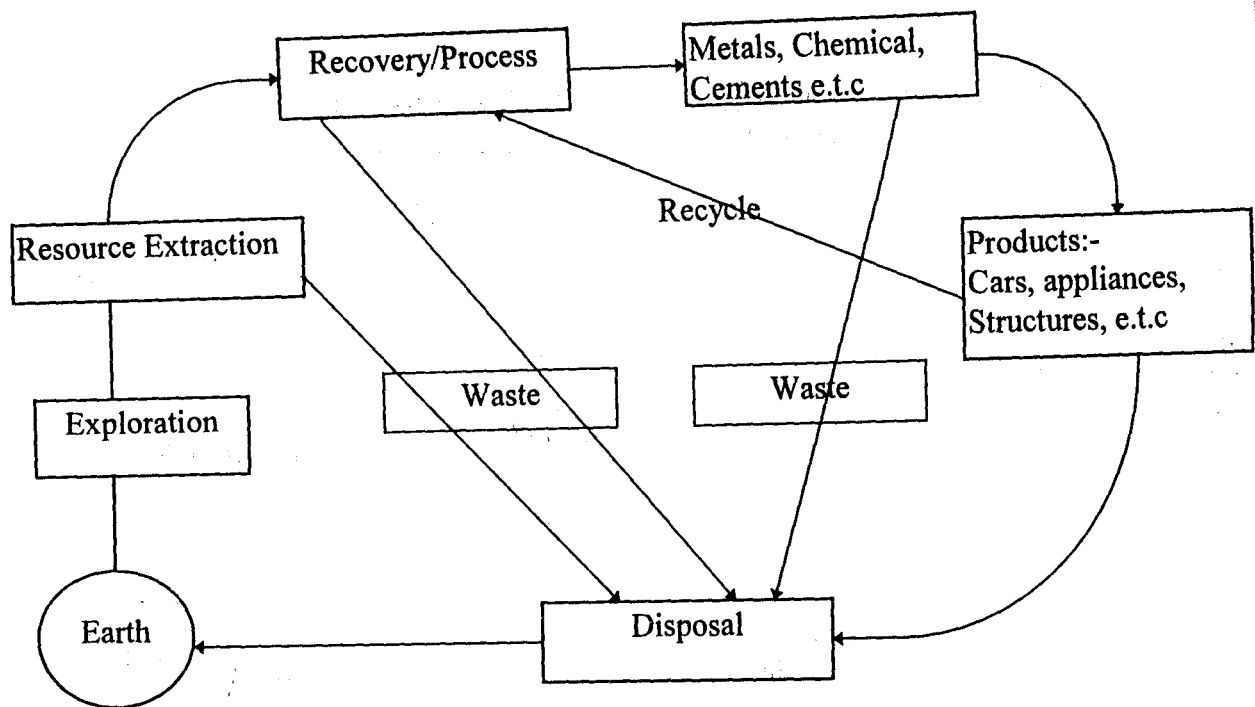 Recovery/Process
Metals, Chemical,
Cements e.t.c
Recycle
Resource Extraction
Products:-
Cars, appliances,
Structures, e.t.c
Waste
Waste
Exploration
Earth
Disposal